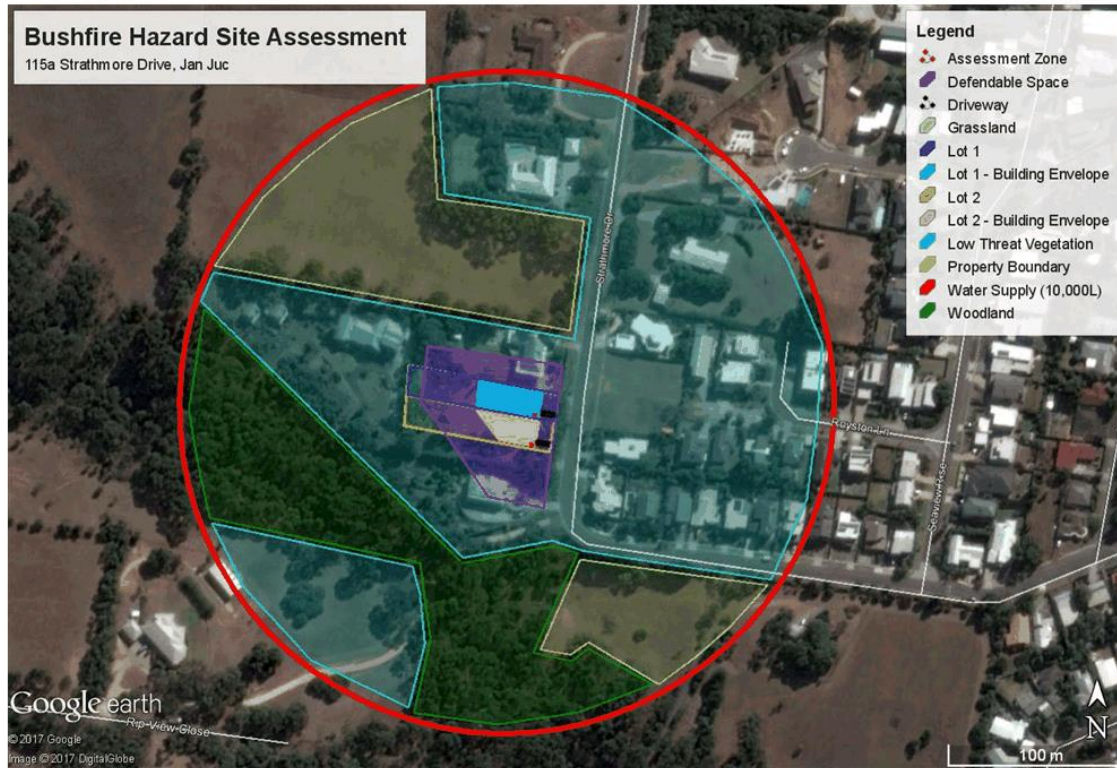 Bushfire Hazard Site Assessment
115a Strathmore Drive, Jan Juc
Legend
Assessment Zone
Defendable Space
Driveway
Grassland
Lot 1
Lot 1 - Building Envelope
Lot 2
Lot 2 - Building Envelope
Low Threat Vegetation
Property Boundary
Water Supply (10,000L)
Woodland
Strathmore Dr
Royston Ln
Seaview Rise
Google earth
Rip View Close
© 2017 Google
Image © 2017 DigitalGlobe
N
100 m